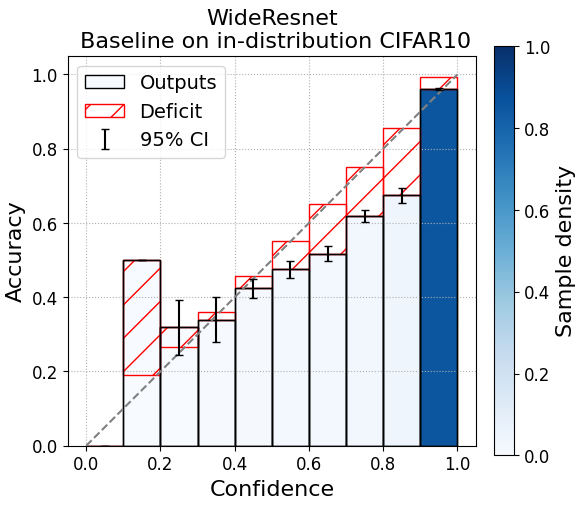 WideResnet
Baseline on in-distribution CIFAR10
Outputs
Deficit
95% CI
Accuracy
1.0
0.8
0.6
0.4
0.2
0.0
0.0 0.2 0.4 0.6 0.8 1.0
Confidence
1.0
0.8
0.6
0.4
0.2
0.0
Sample density